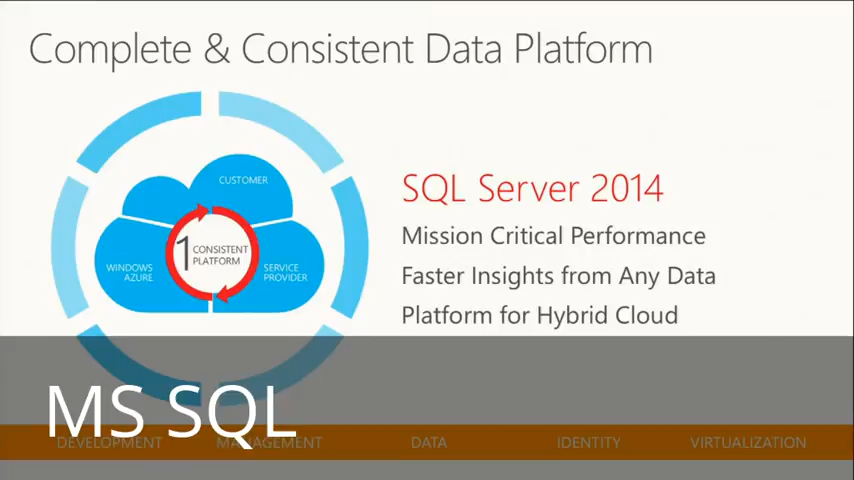 Complete & Consistent Data Platform
CUSTOMER
1 CONSISTENT
PLATFORM
WINDOWS
AZURE
SERVICE
PROVIDER
SQL Server 2014
Mission Critical Performance
Faster Insights from Any Data
Platform for Hybrid Cloud
MS SQL
DEVELOPMENT MANAGEMENT DATA IDENTITY VIRTUALIZATION